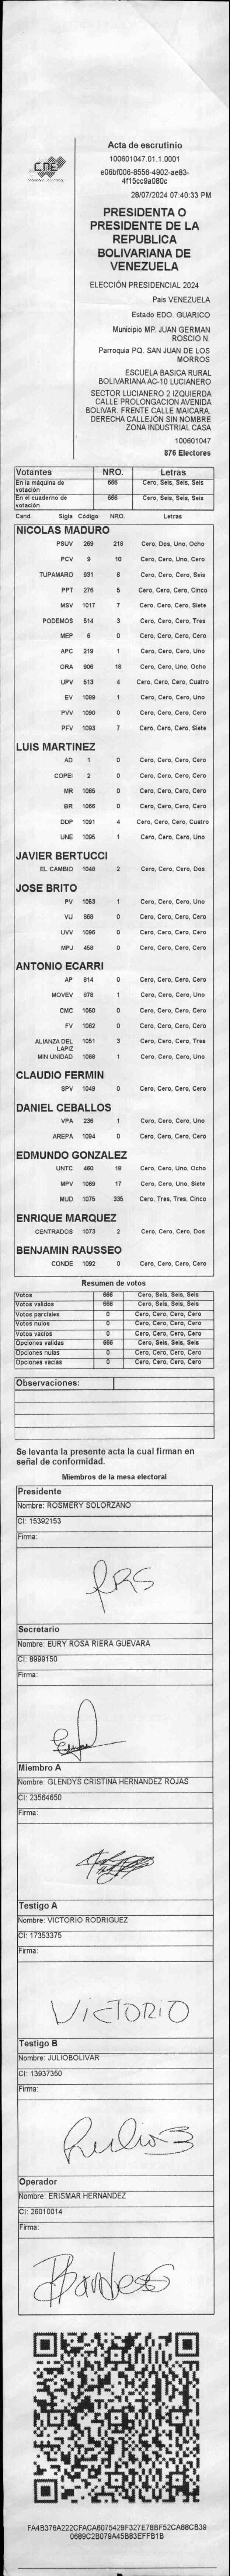 CNE
Acta de escrutinio
100601047.01.1.0001
e06bf006-8556-4902-ae83-
4f15cc9a080c
28/07/2024 07:40:33 PM
PRESIDENTA O
PRESIDENTE DE LA
REPUBLICA
BOLIVARIANA DE
VENEZUELA
ELECCIÓN PRESIDENCIAL 2024
País VENEZUELA
Estado EDO. GUARICO
Municipio MP. JUAN GERMAN
ROSCIO N.
Parroquia PQ. SAN JUAN DE LOS
MORROS
ESCUELA BASICA RURAL
BOLIVARIANA AC-10 LUCIANERO
SECTOR LUCIANERO 2 IZQUIERDA
CALLE PROLONGACION AVENIDA
BOLIVAR. FRENTE CALLE MAICARA.
DERECHA CALLEJÓN SIN NOMBRE
ZONA INDUSTRIAL CASA
100601047
876 Electores
Votantes NRO. Letras
En la máquina de votación 666 Cero, Seis, Seis, Seis
En el cuaderno de votación 666 Cero, Seis, Seis, Seis
Cand. Sigla Código NRO. Letras
NICOLAS MADURO
PSUV 269 218 Cero, Dos, Uno, Ocho
PCV 9 10 Cero, Cero, Uno, Cero
TUPAMARO 931 6 Cero, Cero, Cero, Seis
PPT 276 5 Cero, Cero, Cero, Cinco
MSV 1017 7 Cero, Cero, Cero, Siete
PODEMOS 514 3 Cero, Cero, Cero, Tres
MEP 6 0 Cero, Cero, Cero, Cero
APC 219 1 Cero, Cero, Cero, Uno
ORA 906 18 Cero, Cero, Uno, Ocho
UPV 513 4 Cero, Cero, Cero, Cuatro
EV 1089 1 Cero, Cero, Cero, Uno
PVV 1090 0 Cero, Cero, Cero, Cero
PFV 1093 7 Cero, Cero, Cero, Siete
LUIS MARTINEZ
AD 1 0 Cero, Cero, Cero, Cero
COPEI 2 0 Cero, Cero, Cero, Cero
MR 1065 0 Cero, Cero, Cero, Cero
BR 1066 0 Cero, Cero, Cero, Cero
DDP 1091 4 Cero, Cero, Cero, Cuatro
UNE 1095 1 Cero, Cero, Cero, Uno
JAVIER BERTUCCI
EL CAMBIO 1048 2 Cero, Cero, Cero, Dos
JOSE BRITO
PV 1053 1 Cero, Cero, Cero, Uno
VU 868 0 Cero, Cero, Cero, Cero
UVV 1096 0 Cero, Cero, Cero, Cero
MPJ 458 0 Cero, Cero, Cero, Cero
ANTONIO ECARRI
AP 614 0 Cero, Cero, Cero, Cero
MOVEV 678 1 Cero, Cero, Cero, Uno
CMC 1050 0 Cero, Cero, Cero, Cero
FV 1062 0 Cero, Cero, Cero, Cero
ALIANZA DEL LAPIZ 1051 3 Cero, Cero, Cero, Tres
MIN UNIDAD 1068 1 Cero, Cero, Cero, Uno
CLAUDIO FERMIN
SPV 1049 0 Cero, Cero, Cero, Cero
DANIEL CEBALLOS
VPA 236 1 Cero, Cero, Cero, Uno
AREPA 1094 0 Cero, Cero, Cero, Cero
EDMUNDO GONZALEZ
UNTC 460 18 Cero, Cero, Uno, Ocho
MPV 1069 17 Cero, Cero, Uno, Siete
MUD 1075 335 Cero, Tres, Tres, Cinco
ENRIQUE MARQUEZ
CENTRADOS 1073 2 Cero, Cero, Cero, Dos
BENJAMIN RAUSSEO
CONDE 1092 0 Cero, Cero, Cero, Cero
Resumen de votos
Votos 666 Cero, Seis, Seis, Seis
Votos válidos 666 Cero, Seis, Seis, Seis
Votos parciales 0 Cero, Cero, Cero, Cero
Votos nulos 0 Cero, Cero, Cero, Cero
Votos vacíos 0 Cero, Cero, Cero, Cero
Opciones válidas 666 Cero, Seis, Seis, Seis
Opciones nulas 0 Cero, Cero, Cero, Cero
Opciones vacías 0 Cero, Cero, Cero, Cero
Observaciones:
Se levanta la presente acta la cual firman en
señal de conformidad.
Miembros de la mesa electoral
Presidente
Nombre: ROSMERY SOLORZANO
CI: 15392153
Firma:
RRS
Secretario
Nombre: EURY ROSA RIERA GUEVARA
CI: 8999150
Firma:
Miembro A
Nombre: GLENDYS CRISTINA HERNANDEZ ROJAS
CI: 23564650
Firma:
Testigo A
Nombre: VICTORIO RODRIGUEZ
CI: 17353375
Firma:
VICTORIO
Testigo B
Nombre: JULIOBOLIVAR
CI: 13937350
Firma:
Operador
Nombre: ERISMAR HERNANDEZ
CI: 26010014
Firma:
FA4B376A222CFACA6075429F327E78BF52CA88CB39
0689C2B079A45B83EFFB1B